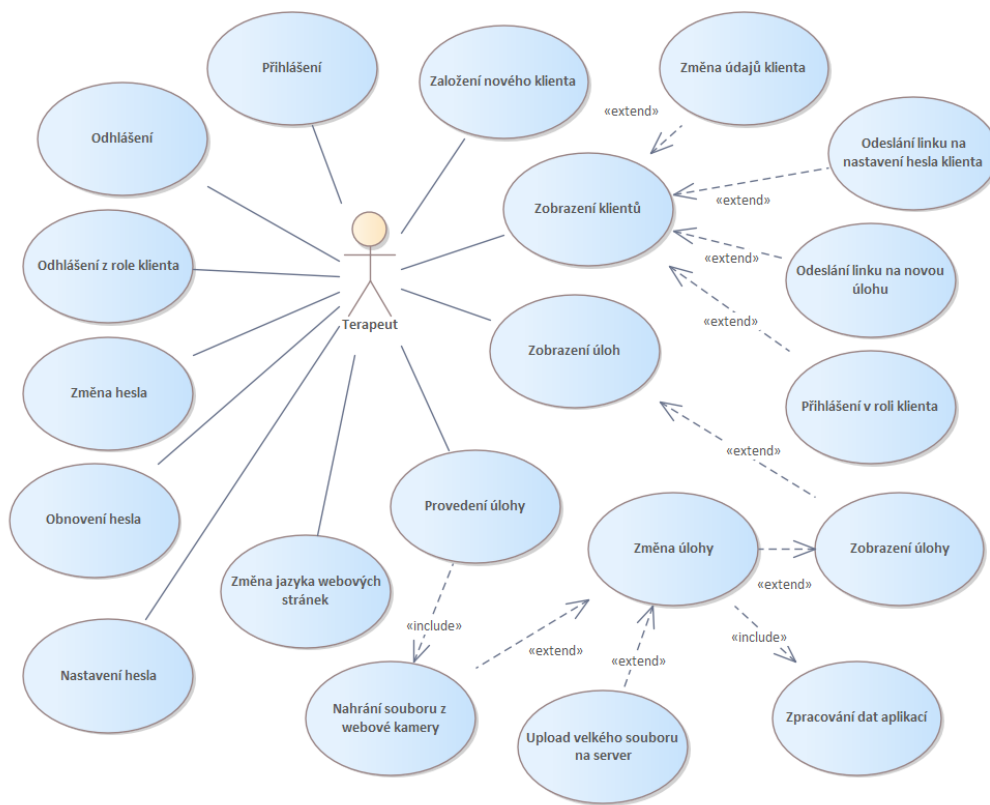 Přihlášení
Založení nového klienta
Změna údajů klienta
«extend»
Odhlášení
Odeslání linku na
nastavení hesla klienta
«extend»
Zobrazení klientů
Odhlášení z role klienta
«extend»
Odeslání linku na novou
úlohu
Terapeut
«extend»
Zobrazení úloh
Změna hesla
Přihlášení v roli klienta
«extend»
Provedení úlohy
Obnovení hesla
Změna úlohy
Zobrazení úlohy
«extend»
Změna jazyka webových
stránek
«include»
«extend»
«extend»
«include»
Nastavení hesla
Nahrání souboru z
webové kamery
Upload velkého souboru
na server
Zpracování dat aplikací